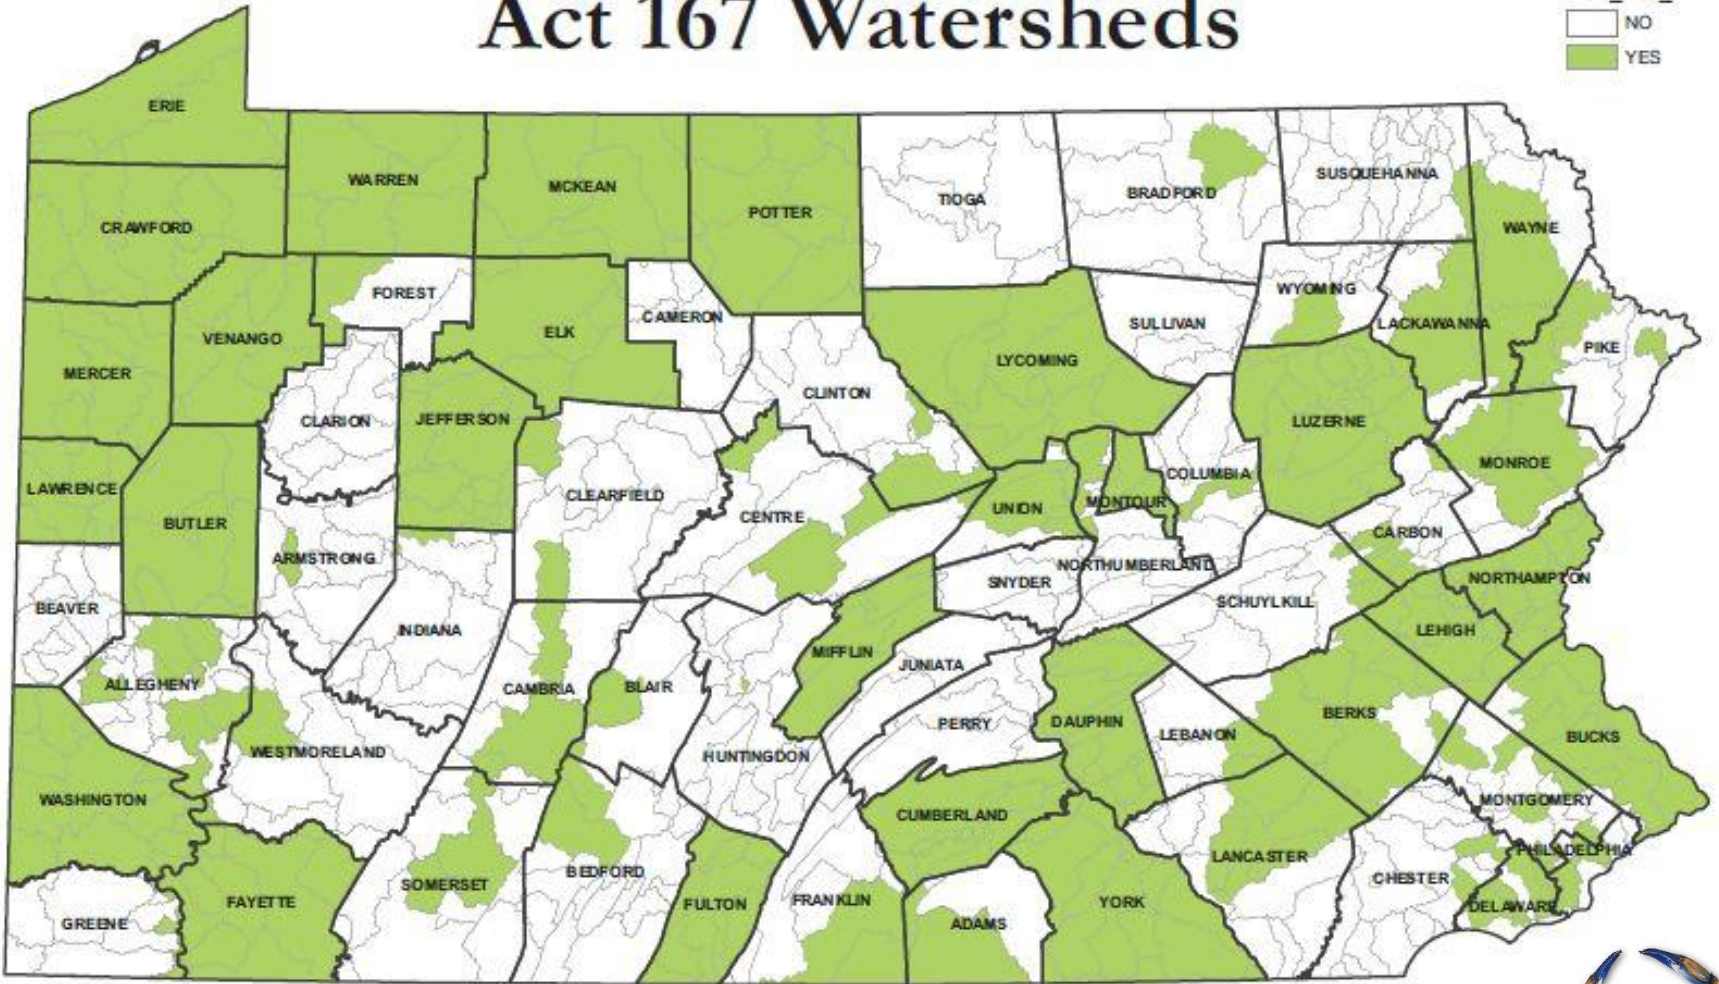 Act 167 Watersheds
NO
YES
ERIE
WARREN
MCKEAN
POTTER
TIOGA
BRADFORD
SUSQUEHANNA
WAYNE
CRAWFORD
FOREST
CAMERON
WYOMING
LACKAWANNA
PIKE
VENANGO
ELK
SULLIVAN
MERCER
LYCOMING
CLINTON
CLARION
JEFFERSON
LUZERNE
MONROE
COLUMBIA
LAWRENCE
CLEARFIELD
BUTLER
CENTRE
UNION
MONTOUR
CARBON
ARMSTRONG
SNYDER
NORTHUMBERLAND
NORTHAMPTON
BEAVER
INDIANA
SCHUYLKILL
LEHIGH
MIFFLIN
JUNIATA
ALLEGHENY
CAMBRIA
BLAIR
PERRY
DAUPHIN
BERKS
LEBANON
BUCKS
WESTMORELAND
HUNTINGDON
WASHINGTON
CUMBERLAND
MONTGOMERY
PHILADELPHIA
LANCASTER
BEDFORD
SOMERSET
CHESTER
FAYETTE
FULTON
FRANKLIN
YORK
DELAWARE
GREENE
ADAMS